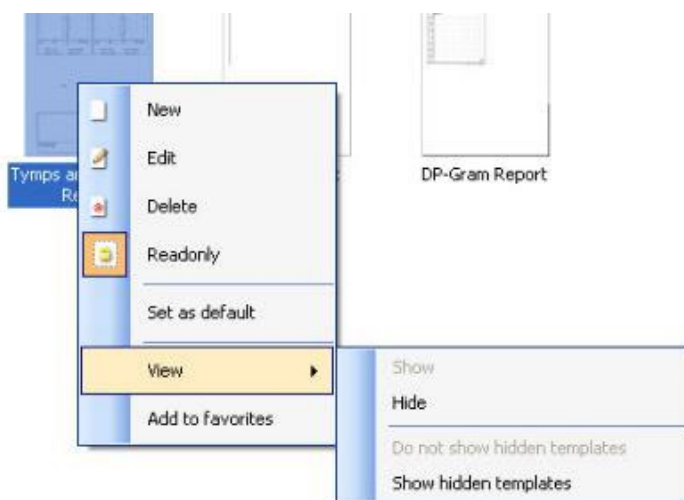 Tymps a
Re
DP-Gram Report
New
Edit
Delete
Readonly
Set as default
View
Add to favorites
Show
Hide
Do not show hidden templates
Show hidden templates